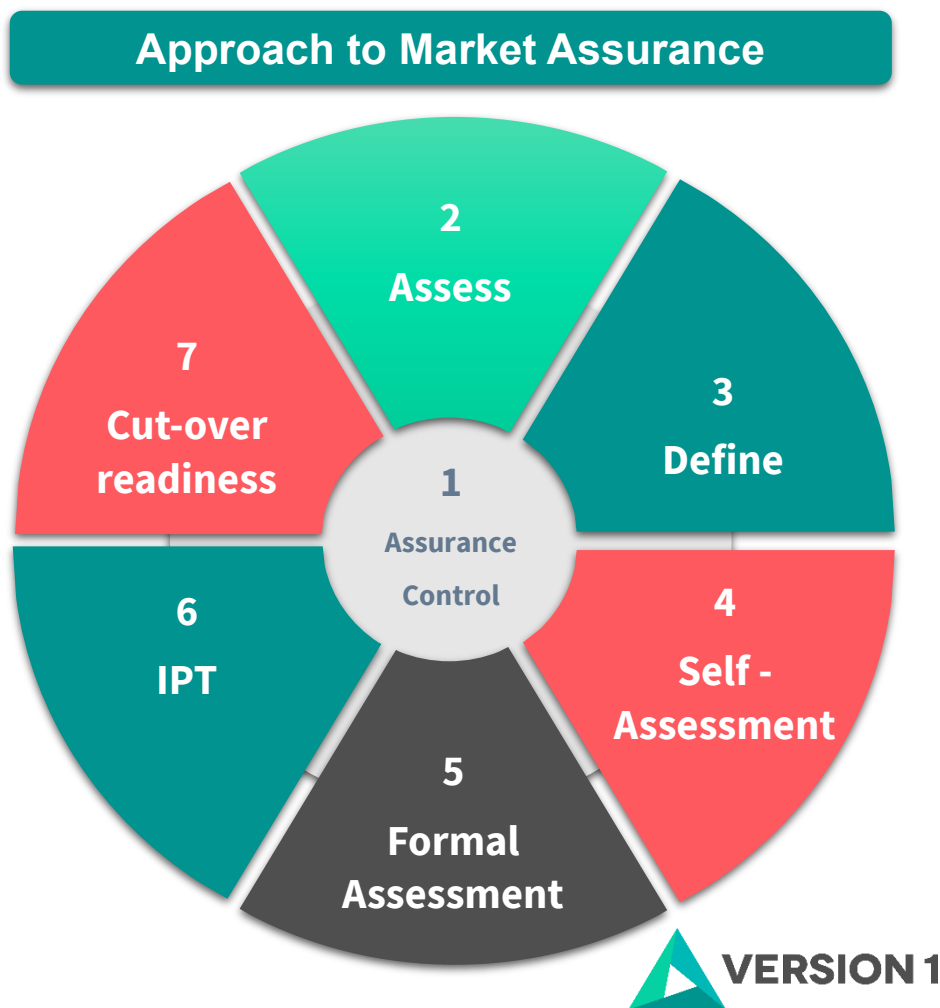 Approach to Market Assurance
1
Assurance
Control
2
Assess
3
Define
4
Self -
Assessment
5
Formal
Assessment
6
IPT
7
Cut-over
readiness
VERSION 1